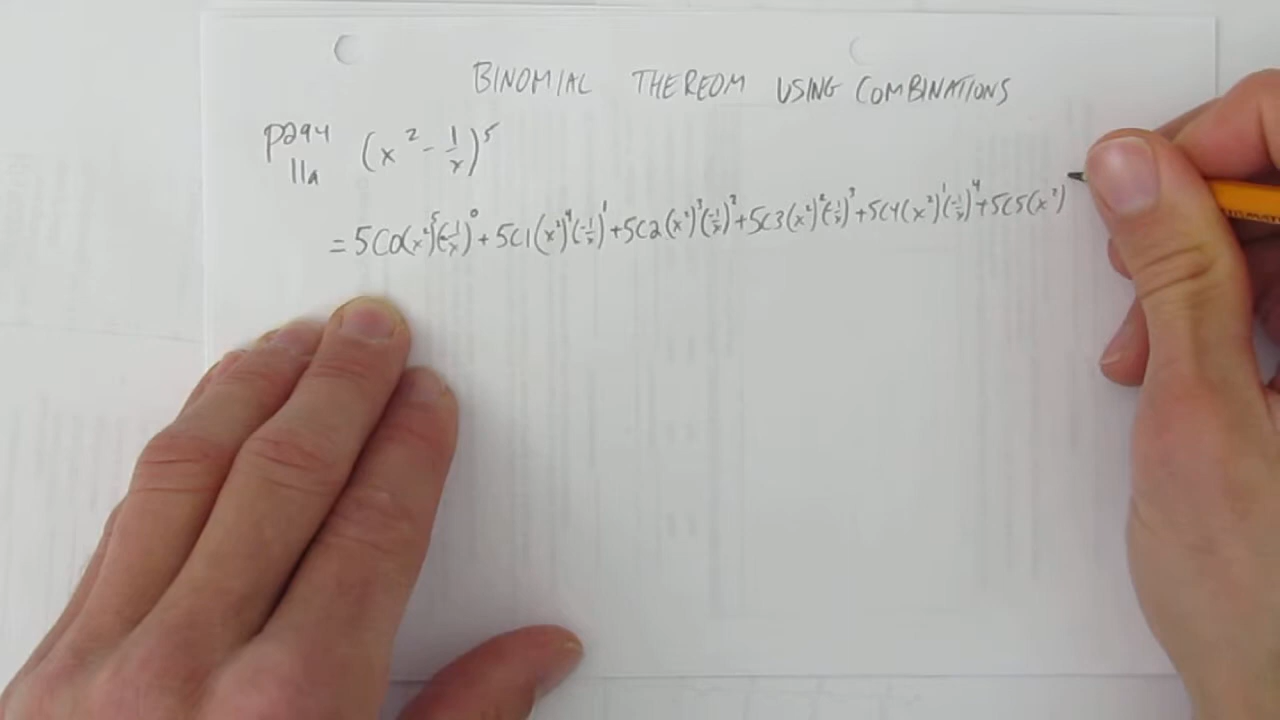 BINOMIAL THEREOM USING COMBINATIONS
p294 (x² - 1/x)⁵
11a
= 5C0(x²)⁵(-1/x)⁰ + 5C1(x²)⁴(-1/x)¹ + 5C2(x²)³(-1/x)² + 5C3(x²)²(-1/x)³ + 5C4(x²)¹(-1/x)⁴ + 5C5(x²)